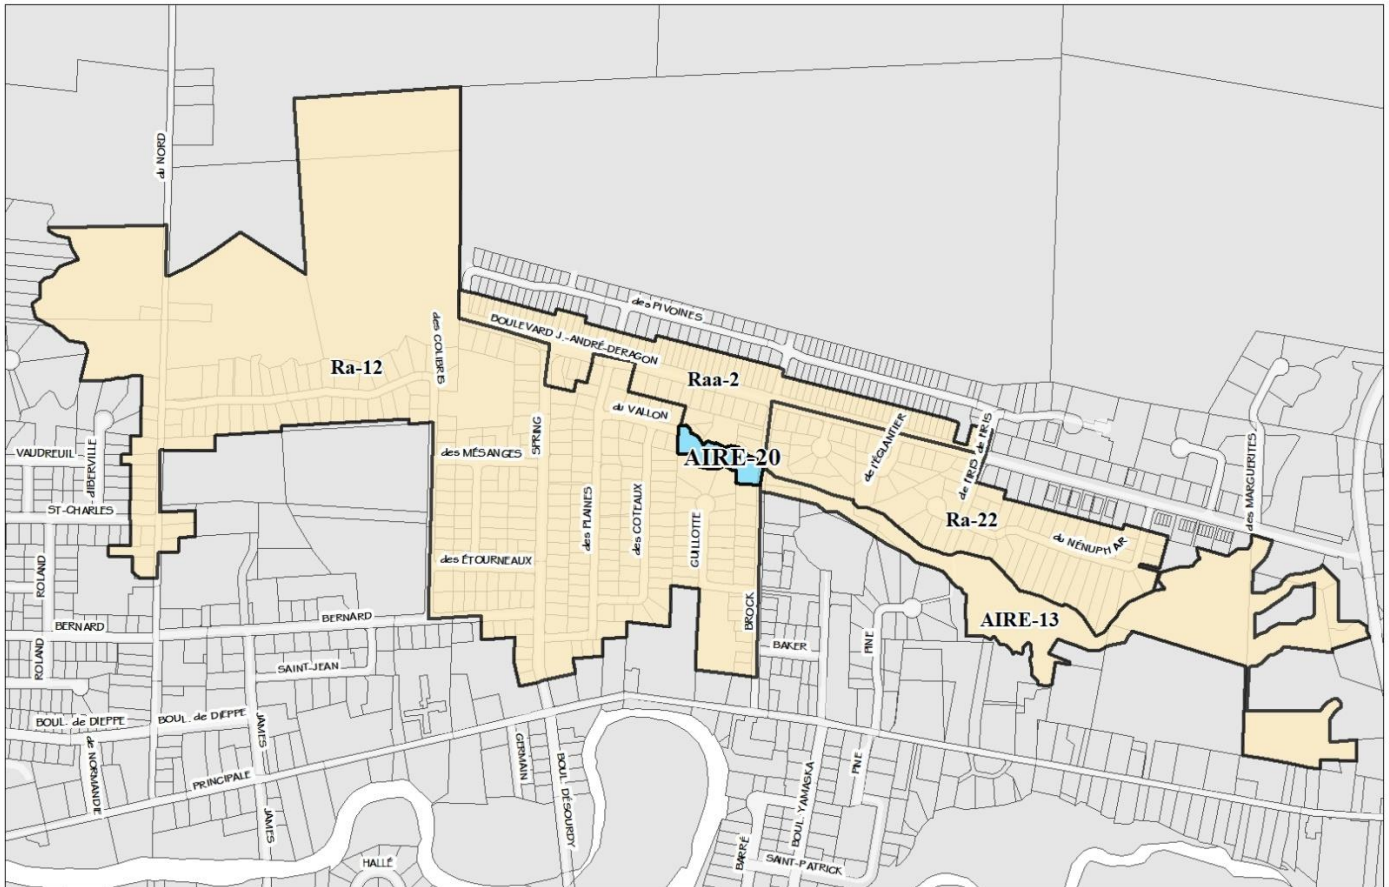 du NORD
des PIVOINES
des COLIBRIS
BOULEVARD J.-ANDRÉ-DERAGON
Ra-12
Raa-2
du VALLON
SPRING
de l'ÉGLANTIER
de l'IRIS
de l'IRIS
VAUDREUIL
d'IBERVILLE
des MÉSANGES
AIRE-20
des MARGUERITES
ST-CHARLES
des PLAINES
des COTEAUX
GUILLOTTE
Ra-22
du NÉNUPHAR
ROLAND
des ÉTOURNEAUX
BROCK
AIRE-13
BERNARD
BERNARD
ROLAND
SAINT-JEAN
BAKER
PINE
BOUL. de DIEPPE
BOUL. de DIEPPE
de NORMANDIE
JAMES
GERMAIN
BOUL. DÉSOURDY
PRINCIPALE
BOUL. YAMASKA
PINE
JAMES
BARRÉ
HALLÉ
SAINT-PATRICK